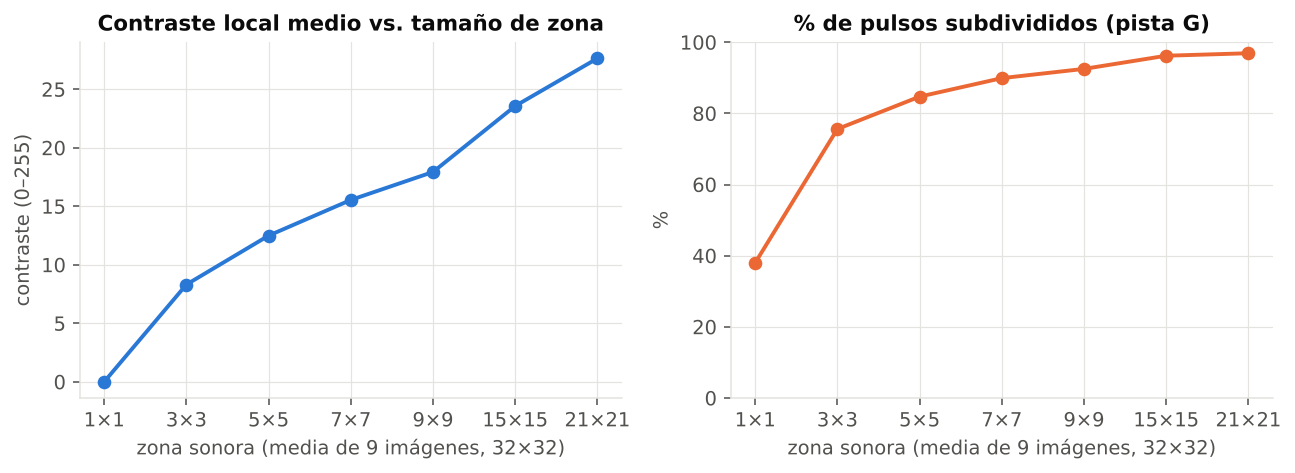 Contraste local medio vs. tamaño de zona
contraste (0–255)
25
20
15
10
5
0
1×1 3×3 5×5 7×7 9×9 15×15 21×21
zona sonora (media de 9 imágenes, 32×32)
% de pulsos subdivididos (pista G)
%
100
80
60
40
20
0
1×1 3×3 5×5 7×7 9×9 15×15 21×21
zona sonora (media de 9 imágenes, 32×32)